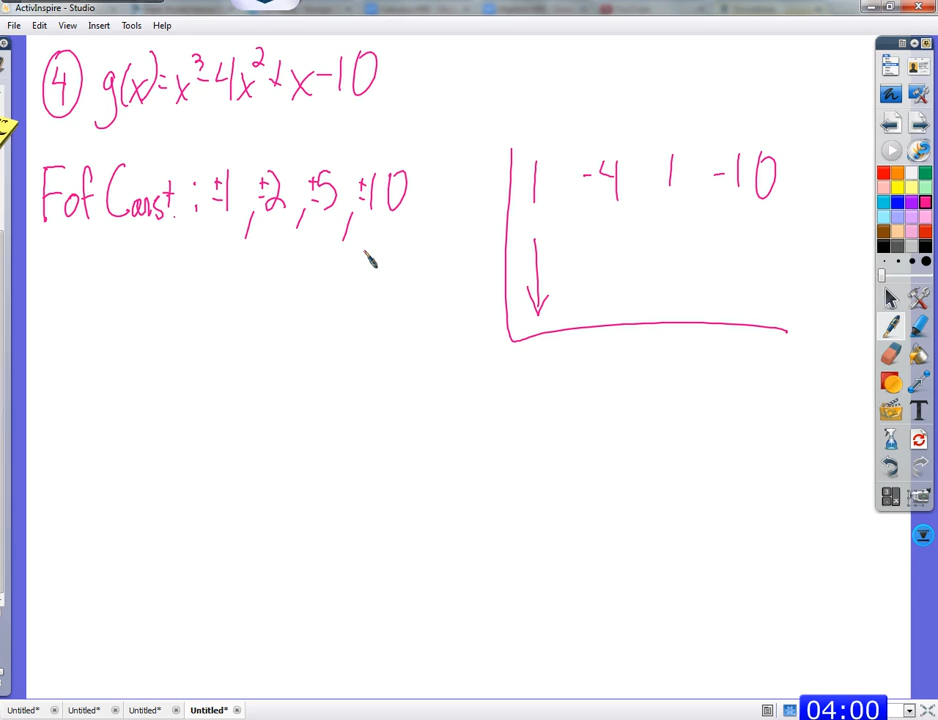 ActivInspire - Studio
File Edit View Insert Tools Help
④ g(x)=x³-4x²+x-10
F of Const. : ±1, ±2, ±5, ±10
1 -4 1 -10
Untitled* Untitled* Untitled* Untitled*
04:00